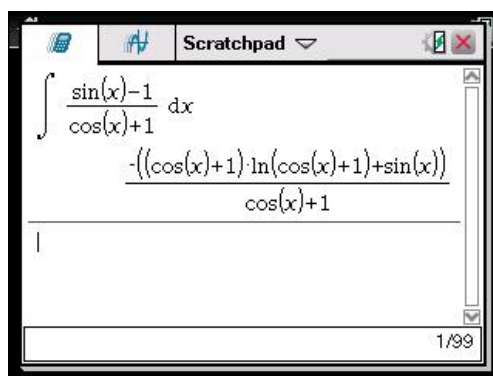 Scratchpad
∫ sin(x)-1 / cos(x)+1 dx
-((cos(x)+1)·ln(cos(x)+1)+sin(x)) / cos(x)+1
1/99